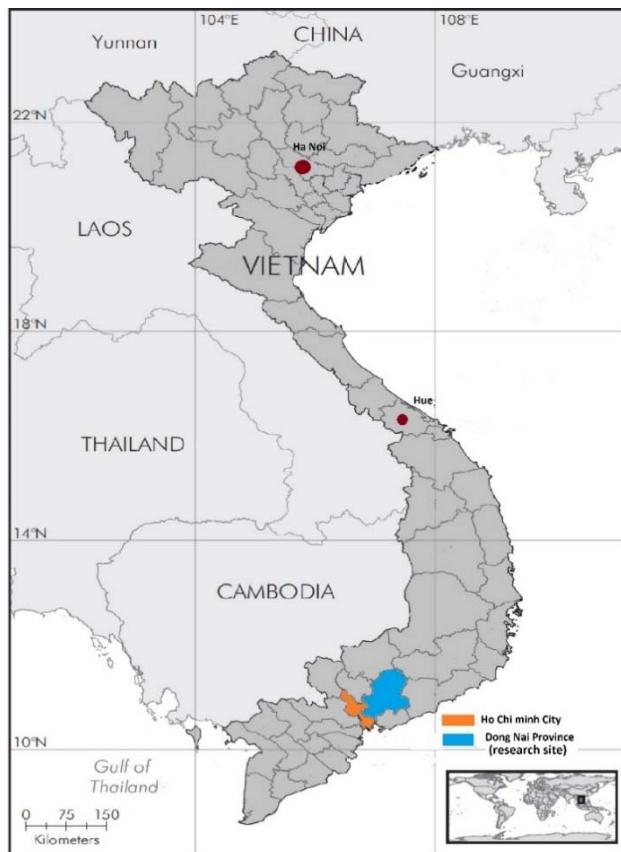 104°E
108°E
CHINA
Yunnan
Guangxi
22°N
Ha Noi
LAOS
VIETNAM
18°N
Hue
THAILAND
14°N
CAMBODIA
Ho Chi minh City
Dong Nai Province
(research site)
10°N
Gulf of
Thailand
0 75 150
Kilometers